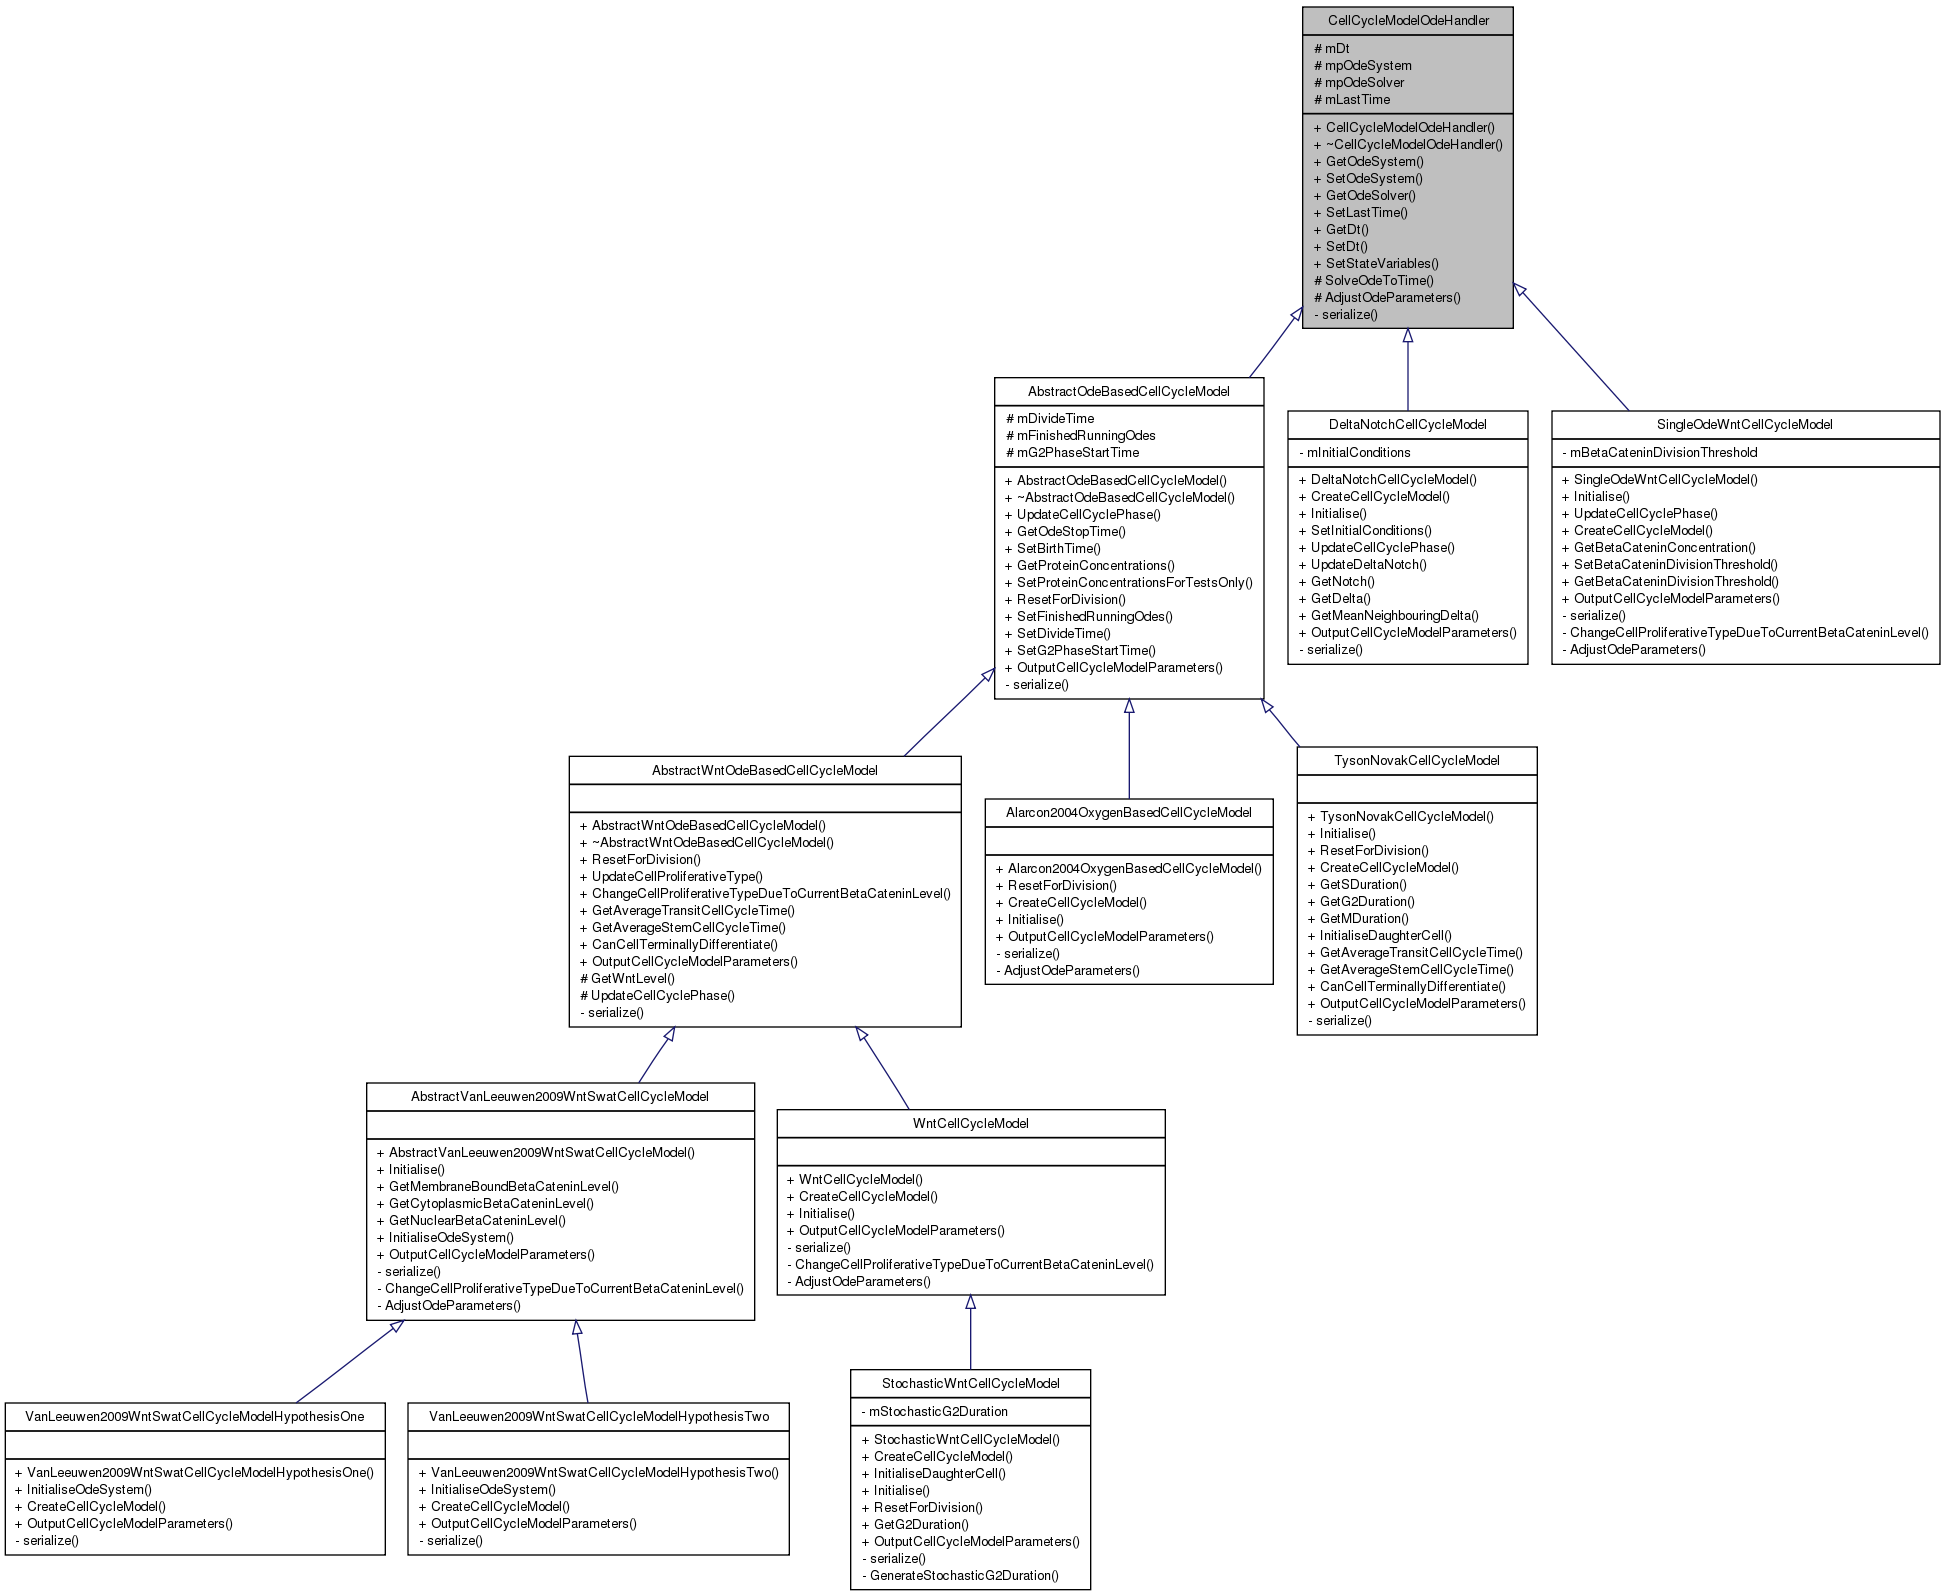 CellCycleModelOdeHandler
# mDt
# mpOdeSystem
# mpOdeSolver
# mLastTime
+ CellCycleModelOdeHandler()
+ ~CellCycleModelOdeHandler()
+ GetOdeSystem()
+ SetOdeSystem()
+ GetOdeSolver()
+ SetLastTime()
+ GetDt()
+ SetDt()
+ SetStateVariables()
# SolveOdeToTime()
# AdjustOdeParameters()
- serialize()
AbstractOdeBasedCellCycleModel
# mDivideTime
# mFinishedRunningOdes
# mG2PhaseStartTime
+ AbstractOdeBasedCellCycleModel()
+ ~AbstractOdeBasedCellCycleModel()
+ UpdateCellCyclePhase()
+ GetOdeStopTime()
+ SetBirthTime()
+ GetProteinConcentrations()
+ SetProteinConcentrationsForTestsOnly()
+ ResetForDivision()
+ SetFinishedRunningOdes()
+ SetDivideTime()
+ SetG2PhaseStartTime()
+ OutputCellCycleModelParameters()
- serialize()
DeltaNotchCellCycleModel
- mInitialConditions
+ DeltaNotchCellCycleModel()
+ CreateCellCycleModel()
+ Initialise()
+ SetInitialConditions()
+ UpdateCellCyclePhase()
+ UpdateDeltaNotch()
+ GetNotch()
+ GetDelta()
+ GetMeanNeighbouringDelta()
+ OutputCellCycleModelParameters()
- serialize()
SingleOdeWntCellCycleModel
- mBetaCateninDivisionThreshold
+ SingleOdeWntCellCycleModel()
+ Initialise()
+ UpdateCellCyclePhase()
+ CreateCellCycleModel()
+ GetBetaCateninConcentration()
+ SetBetaCateninDivisionThreshold()
+ GetBetaCateninDivisionThreshold()
+ OutputCellCycleModelParameters()
- serialize()
- ChangeCellProliferativeTypeDueToCurrentBetaCateninLevel()
- AdjustOdeParameters()
AbstractWntOdeBasedCellCycleModel
+ AbstractWntOdeBasedCellCycleModel()
+ ~AbstractWntOdeBasedCellCycleModel()
+ ResetForDivision()
+ UpdateCellProliferativeType()
+ ChangeCellProliferativeTypeDueToCurrentBetaCateninLevel()
+ GetAverageTransitCellCycleTime()
+ GetAverageStemCellCycleTime()
+ CanCellTerminallyDifferentiate()
+ OutputCellCycleModelParameters()
# GetWntLevel()
# UpdateCellCyclePhase()
- serialize()
Alarcon2004OxygenBasedCellCycleModel
+ Alarcon2004OxygenBasedCellCycleModel()
+ ResetForDivision()
+ CreateCellCycleModel()
+ Initialise()
+ OutputCellCycleModelParameters()
- serialize()
- AdjustOdeParameters()
TysonNovakCellCycleModel
+ TysonNovakCellCycleModel()
+ Initialise()
+ ResetForDivision()
+ CreateCellCycleModel()
+ GetSDuration()
+ GetG2Duration()
+ GetMDuration()
+ InitialiseDaughterCell()
+ GetAverageTransitCellCycleTime()
+ GetAverageStemCellCycleTime()
+ CanCellTerminallyDifferentiate()
+ OutputCellCycleModelParameters()
- serialize()
AbstractVanLeeuwen2009WntSwatCellCycleModel
+ AbstractVanLeeuwen2009WntSwatCellCycleModel()
+ Initialise()
+ GetMembraneBoundBetaCateninLevel()
+ GetCytoplasmicBetaCateninLevel()
+ GetNuclearBetaCateninLevel()
+ InitialiseOdeSystem()
+ OutputCellCycleModelParameters()
- serialize()
- ChangeCellProliferativeTypeDueToCurrentBetaCateninLevel()
- AdjustOdeParameters()
WntCellCycleModel
+ WntCellCycleModel()
+ CreateCellCycleModel()
+ Initialise()
+ OutputCellCycleModelParameters()
- serialize()
- ChangeCellProliferativeTypeDueToCurrentBetaCateninLevel()
- AdjustOdeParameters()
VanLeeuwen2009WntSwatCellCycleModelHypothesisOne
+ VanLeeuwen2009WntSwatCellCycleModelHypothesisOne()
+ InitialiseOdeSystem()
+ CreateCellCycleModel()
+ OutputCellCycleModelParameters()
- serialize()
VanLeeuwen2009WntSwatCellCycleModelHypothesisTwo
+ VanLeeuwen2009WntSwatCellCycleModelHypothesisTwo()
+ InitialiseOdeSystem()
+ CreateCellCycleModel()
+ OutputCellCycleModelParameters()
- serialize()
StochasticWntCellCycleModel
- mStochasticG2Duration
+ StochasticWntCellCycleModel()
+ CreateCellCycleModel()
+ InitialiseDaughterCell()
+ Initialise()
+ ResetForDivision()
+ GetG2Duration()
+ OutputCellCycleModelParameters()
- serialize()
- GenerateStochasticG2Duration()